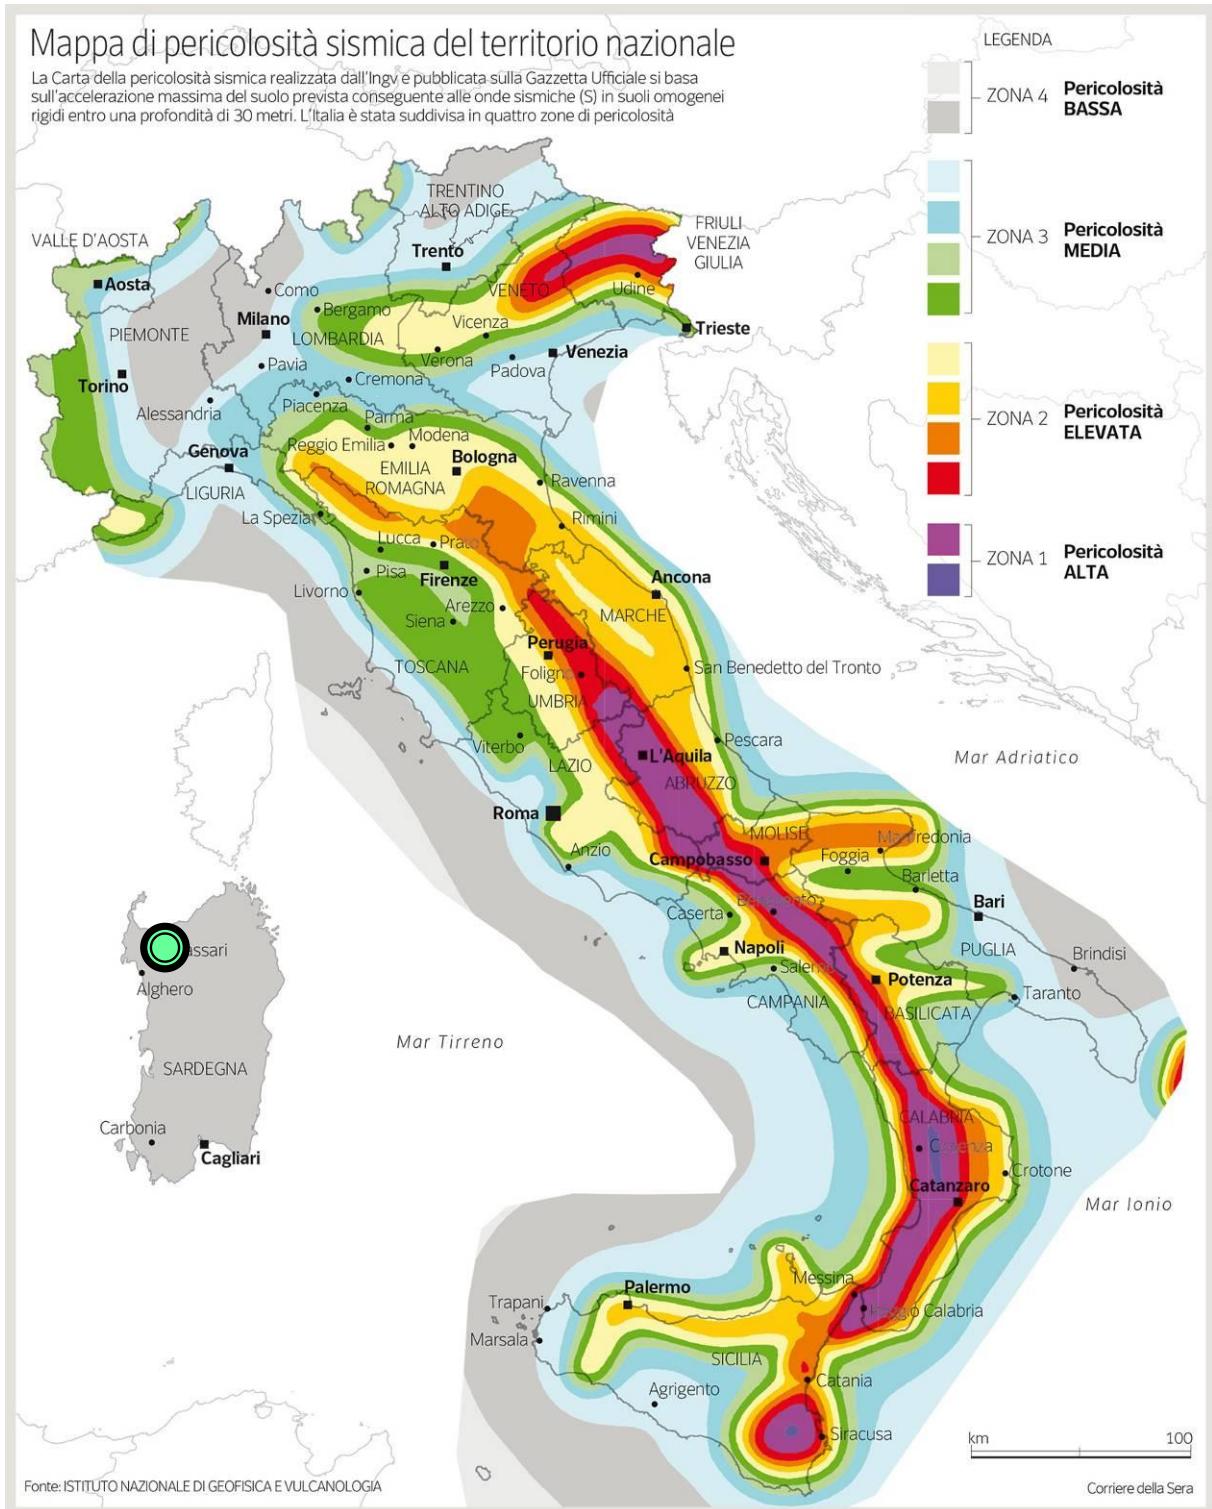 Mappa di pericolosità sismica del territorio nazionale
La Carta della pericolosità sismica realizzata dall'Ingv e pubblicata sulla Gazzetta Ufficiale si basa
sull'accelerazione massima del suolo prevista conseguente alle onde sismiche (S) in suoli omogenei
rigidi entro una profondità di 30 metri. L'Italia è stata suddivisa in quattro zone di pericolosità
LEGENDA
ZONA 4
Pericolosità
BASSA
ZONA 3
Pericolosità
MEDIA
ZONA 2
Pericolosità
ELEVATA
ZONA 1
Pericolosità
ALTA
TRENTINO
ALTO ADIGE
FRIULI
VENEZIA
GIULIA
VALLE D'AOSTA
Trento
Aosta
Como
VENETO
Udine
Bergamo
Milano
PIEMONTE
LOMBARDIA
Vicenza
Trieste
Verona
Venezia
Pavia
Padova
Torino
Cremona
Alessandria
Piacenza
Parma
Reggio Emilia
Modena
Genova
Bologna
EMILIA
ROMAGNA
LIGURIA
Ravenna
La Spezia
Rimini
Lucca
Prato
Pisa
Firenze
Ancona
Livorno
Arezzo
Siena
MARCHE
Perugia
TOSCANA
Foligno
San Benedetto del Tronto
UMBRIA
Viterbo
Pescara
L'Aquila
LAZIO
ABRUZZO
Mar Adriatico
Roma
MOLISE
Manfredonia
Anzio
Campobasso
Foggia
Barletta
Benevento
Bari
Caserta
Napoli
PUGLIA
Brindisi
Salerno
Potenza
Taranto
CAMPANIA
BASILICATA
assari
Alghero
Mar Tirreno
SARDEGNA
Carbonia
Cagliari
CALABRIA
Cosenza
Crotone
Catanzaro
Mar Ionio
Messina
Palermo
Trapani
Reggio Calabria
Marsala
SICILIA
Catania
Agrigento
Siracusa
km 100
Fonte: ISTITUTO NAZIONALE DI GEOFISICA E VULCANOLOGIA
Corriere della Sera